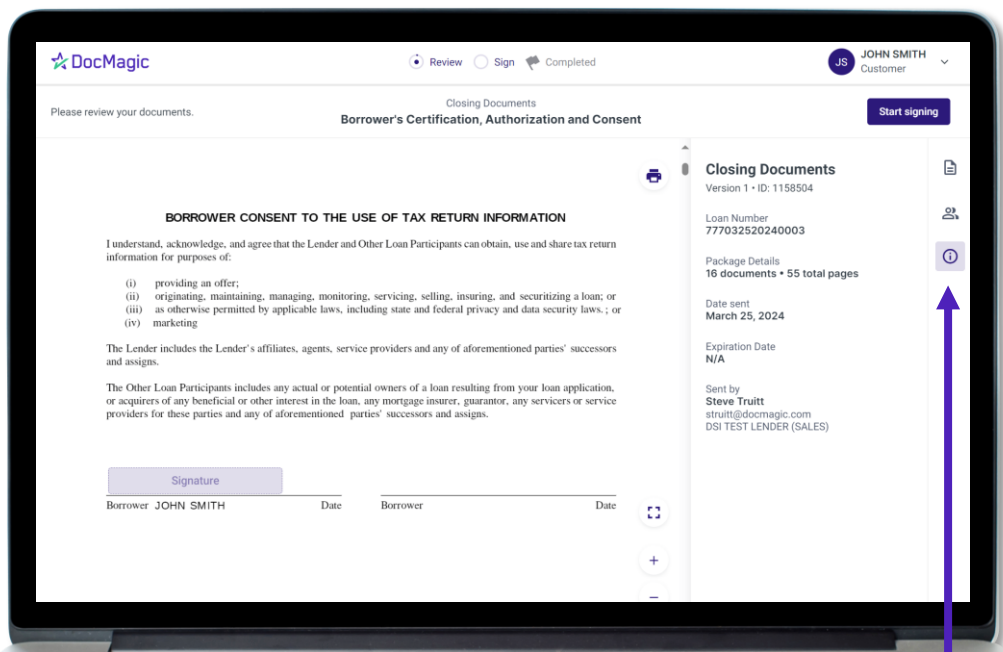 DocMagic
Review Sign Completed
JS
JOHN SMITH
Customer
Please review your documents.
Closing Documents
Borrower's Certification, Authorization and Consent
Start signing
BORROWER CONSENT TO THE USE OF TAX RETURN INFORMATION
I understand, acknowledge, and agree that the Lender and Other Loan Participants can obtain, use and share tax return
information for purposes of:
(i) providing an offer;
(ii) originating, maintaining, managing, monitoring, servicing, selling, insuring, and securitizing a loan; or
(iii) as otherwise permitted by applicable laws, including state and federal privacy and data security laws. ; or
(iv) marketing
The Lender includes the Lender's affiliates, agents, service providers and any of aforementioned parties' successors
and assigns.
The Other Loan Participants includes any actual or potential owners of a loan resulting from your loan application,
or acquirers of any beneficial or other interest in the loan, any mortgage insurer, guarantor, any servicers or service
providers for these parties and any of aforementioned parties' successors and assigns.
Signature
Borrower JOHN SMITH Date Borrower Date
Closing Documents
Version 1 • ID: 1158504
Loan Number
777032520240003
Package Details
16 documents • 55 total pages
Date sent
March 25, 2024
Expiration Date
N/A
Sent by
Steve Truitt
struitt@docmagic.com
DSI TEST LENDER (SALES)